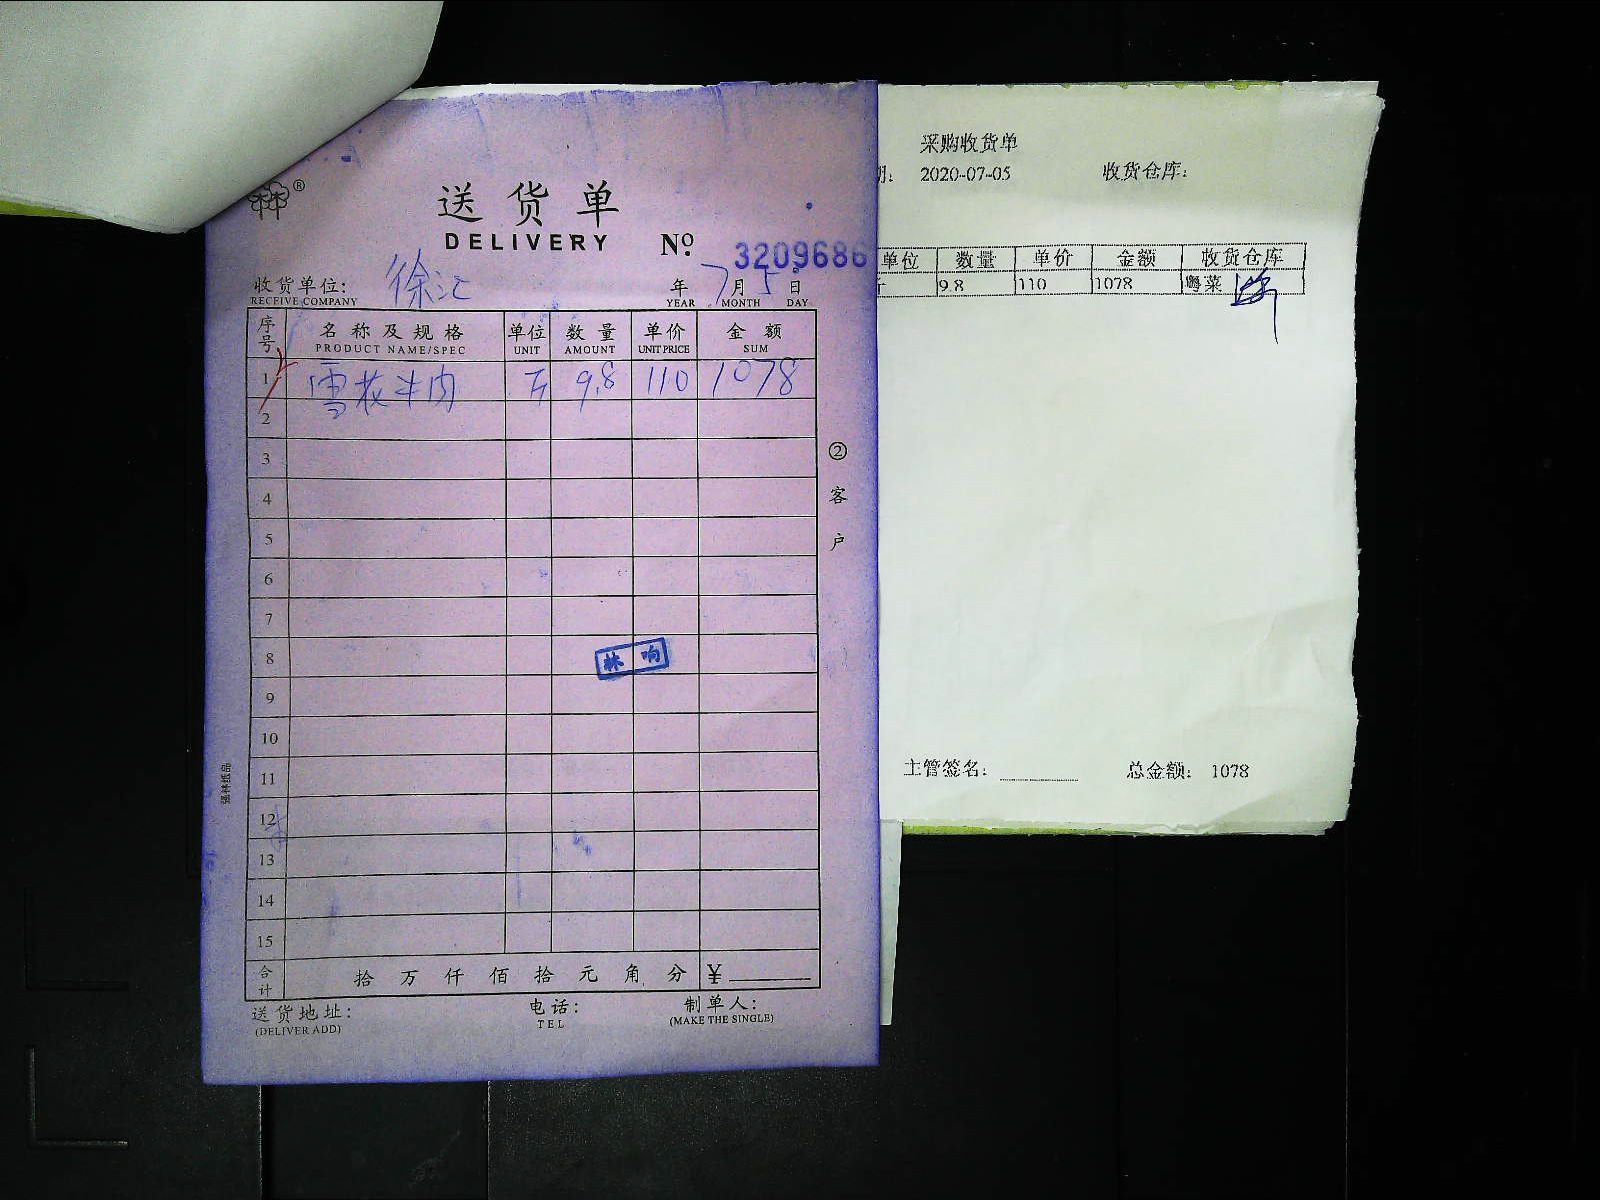 林®
送货单
DELIVERY
No.
3209686
收货单位: 徐汇
RECEIVE COMPANY
年 7月 5日
YEAR MONTH DAY
序号 名称及规格 单位 数量 单价 金额
PRODUCT NAME/SPEC UNIT AMOUNT UNIT PRICE SUM
1 雪花牛肉 9.8 110 1078
2
3
4
5
6
7
8 林响
9
10
11
12
13
14
15
合计 拾万仟佰拾元角分 ¥
送货地址: 电话: 制单人:
(DELIVER ADD) TEL (MAKE THE SINGLE)
②客户
强林纸品
采购收货单
期: 2020-07-05 收货仓库:
单位 数量 单价 金额 收货仓库
9.8 110 1078 粤菜
主管签名: 总金额: 1078